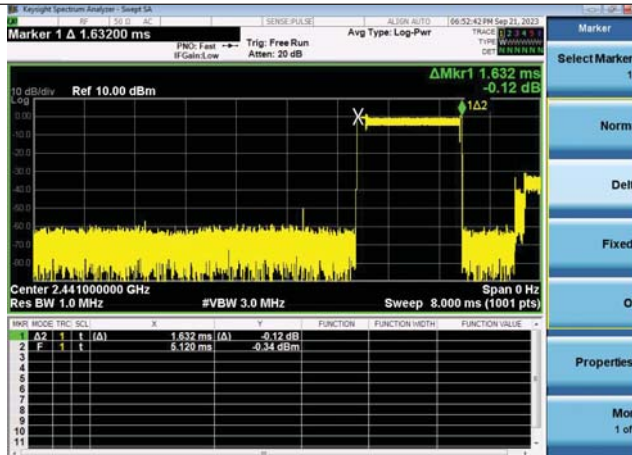 Keysight Spectrum Analyzer - Swept SA
RF 50 Ω AC SENSE:PULSE ALIGN AUTO 06:52:42 PM Sep 21, 2023
Marker 1 Δ 1.63200 ms
PNO: Fast
IFGain:Low
Trig: Free Run
Atten: 20 dB
Avg Type: Log-Pwr
TRACE 1 2 3 4 5 6
TYPE
DET N N N N N N
ΔMkr1 1.632 ms
-0.12 dB
10 dB/div Ref 10.00 dBm
Log
1Δ2
0.00
-10.0
-20.0
-30.0
-40.0
-50.0
-60.0
-70.0
-80.0
Center 2.441000000 GHz Span 0 Hz
Res BW 1.0 MHz #VBW 3.0 MHz Sweep 8.000 ms (1001 pts)
MKR MODE TRC SCL X Y FUNCTION FUNCTION WIDTH FUNCTION VALUE
1 Δ2 1 t (Δ) 1.632 ms (Δ) -0.12 dB
2 F 1 t 5.120 ms -0.34 dBm
3
4
5
6
7
8
9
10
11
Marker
Select Marker
1
Norm
Delt
Fixed
O
Properties
Mor
1 of